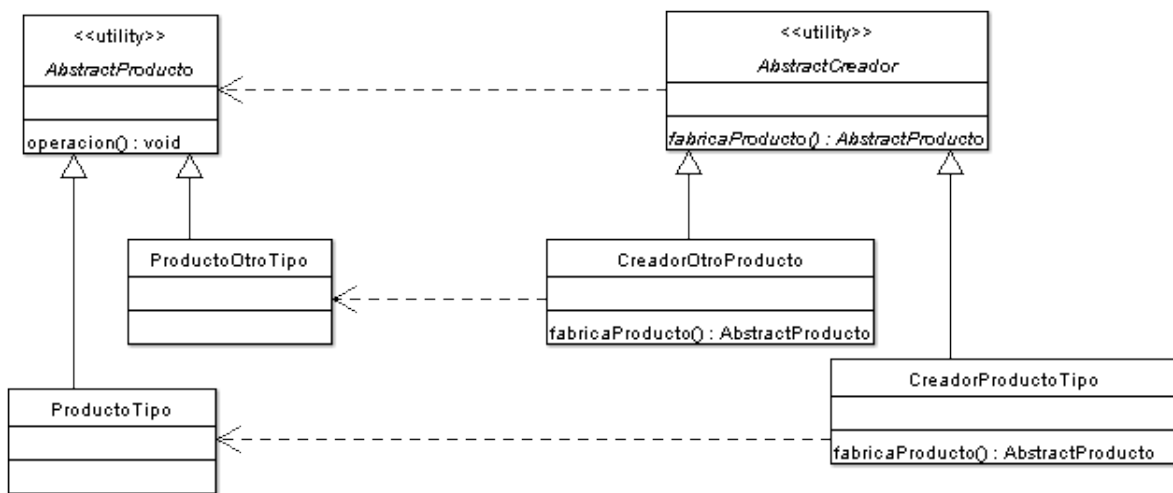 <<utility>>
AbstractProducto
operacion() : void
<<utility>>
AbstractCreador
fabricaProducto() : AbstractProducto
ProductoOtroTipo
CreadorOtroProducto
fabricaProducto() : AbstractProducto
ProductoTipo
CreadorProductoTipo
fabricaProducto() : AbstractProducto